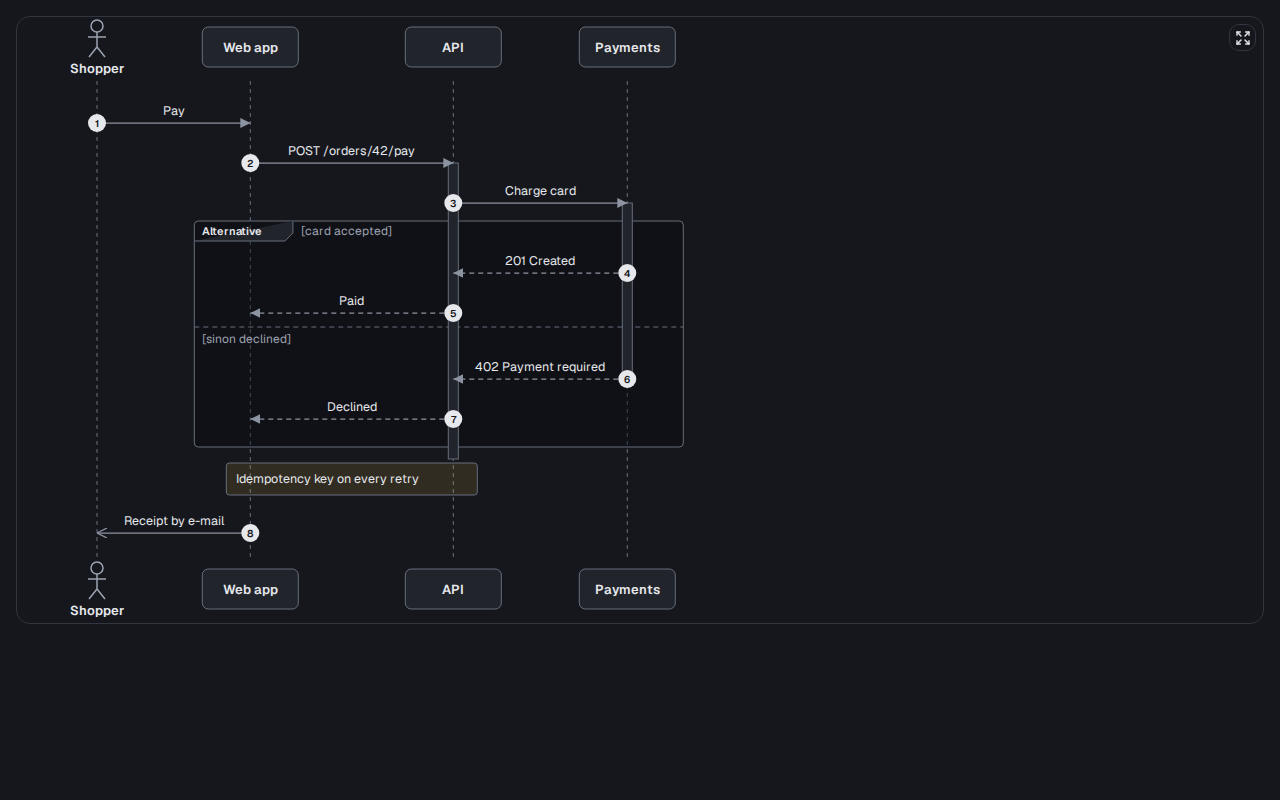 Shopper
Web app
API
Payments
Pay
1
POST /orders/42/pay
2
Charge card
3
Alternative
[card accepted]
201 Created
4
Paid
5
[sinon declined]
402 Payment required
6
Declined
7
Idempotency key on every retry
Receipt by e-mail
8
Shopper
Web app
API
Payments